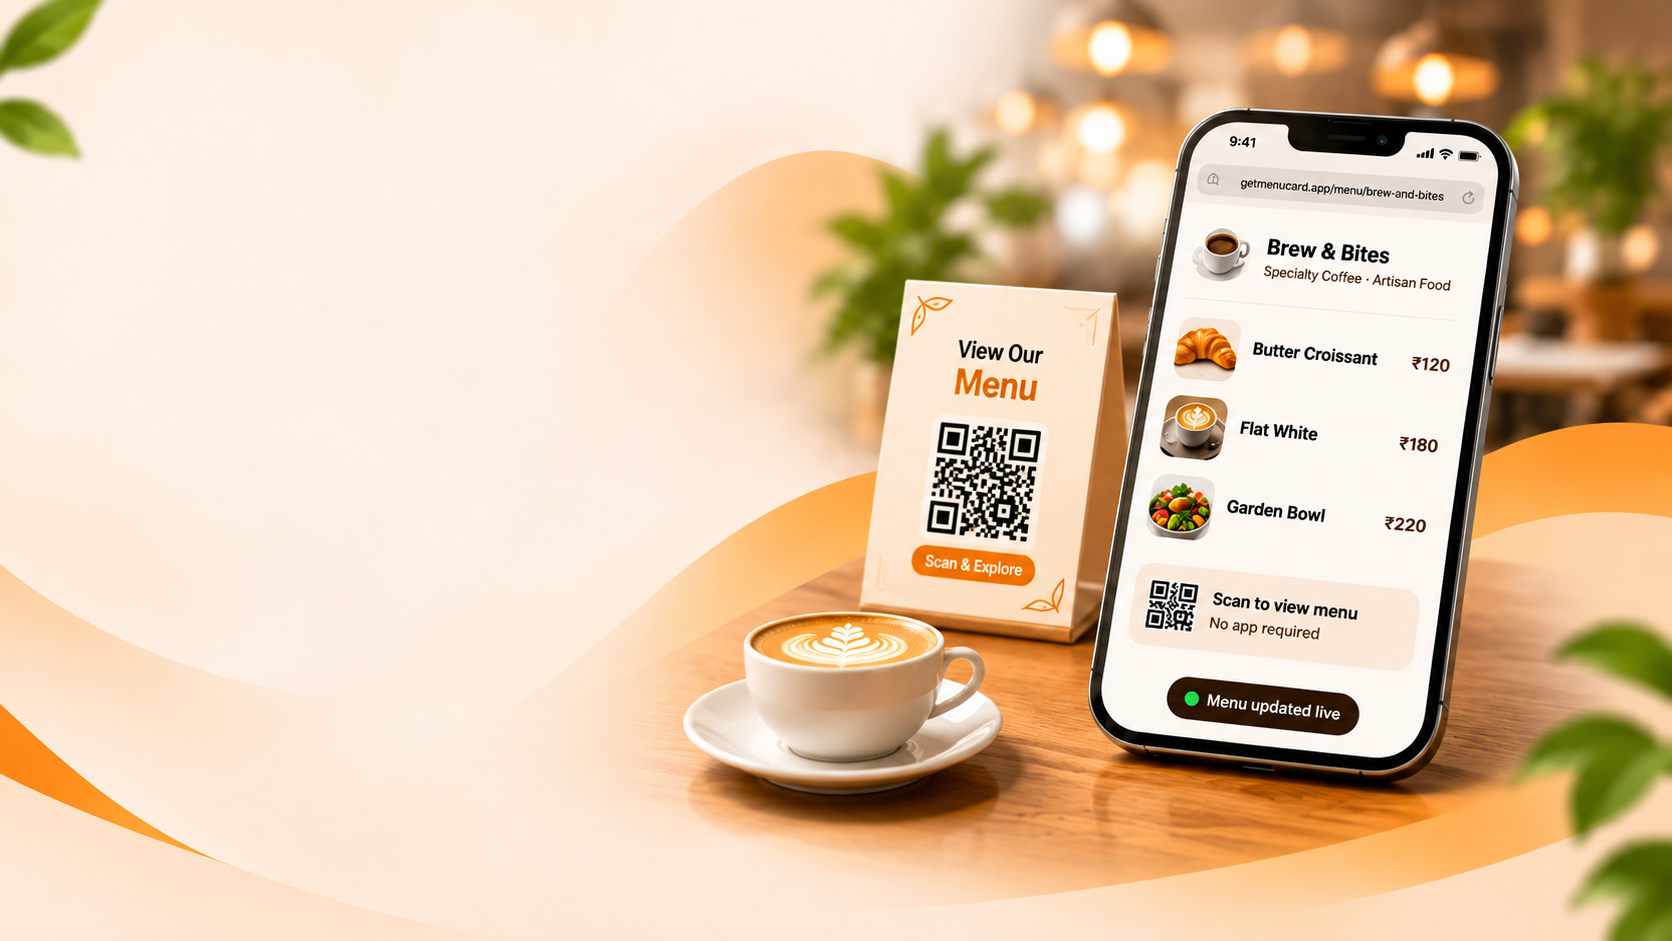 View Our
Menu
Scan & Explore
9:41
getmenucard.app/menu/brew-and-bites
Brew & Bites
Specialty Coffee · Artisan Food
Butter Croissant ₹120
Flat White ₹180
Garden Bowl ₹220
Scan to view menu
No app required
Menu updated live